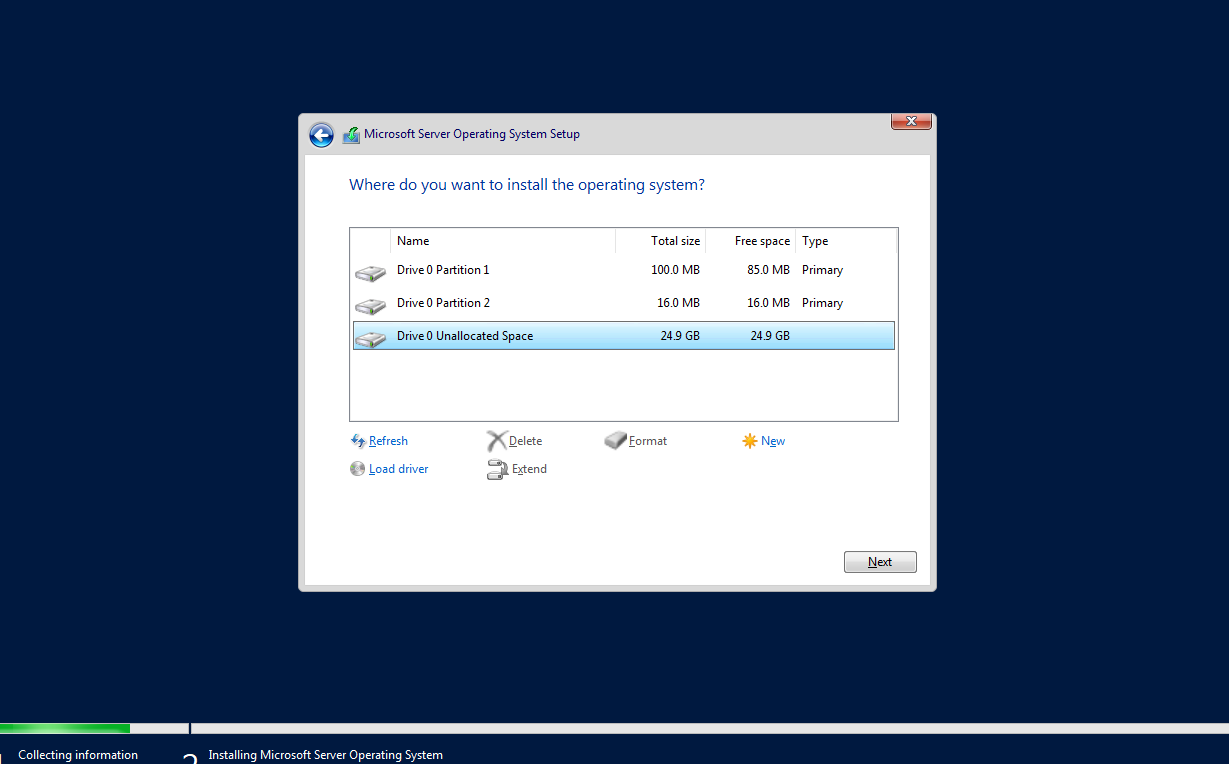 Microsoft Server Operating System Setup
Where do you want to install the operating system?
Name Total size Free space Type
Drive 0 Partition 1 100.0 MB 85.0 MB Primary
Drive 0 Partition 2 16.0 MB 16.0 MB Primary
Drive 0 Unallocated Space 24.9 GB 24.9 GB
Refresh Delete Format New
Load driver Extend
Next
Collecting information 2 Installing Microsoft Server Operating System